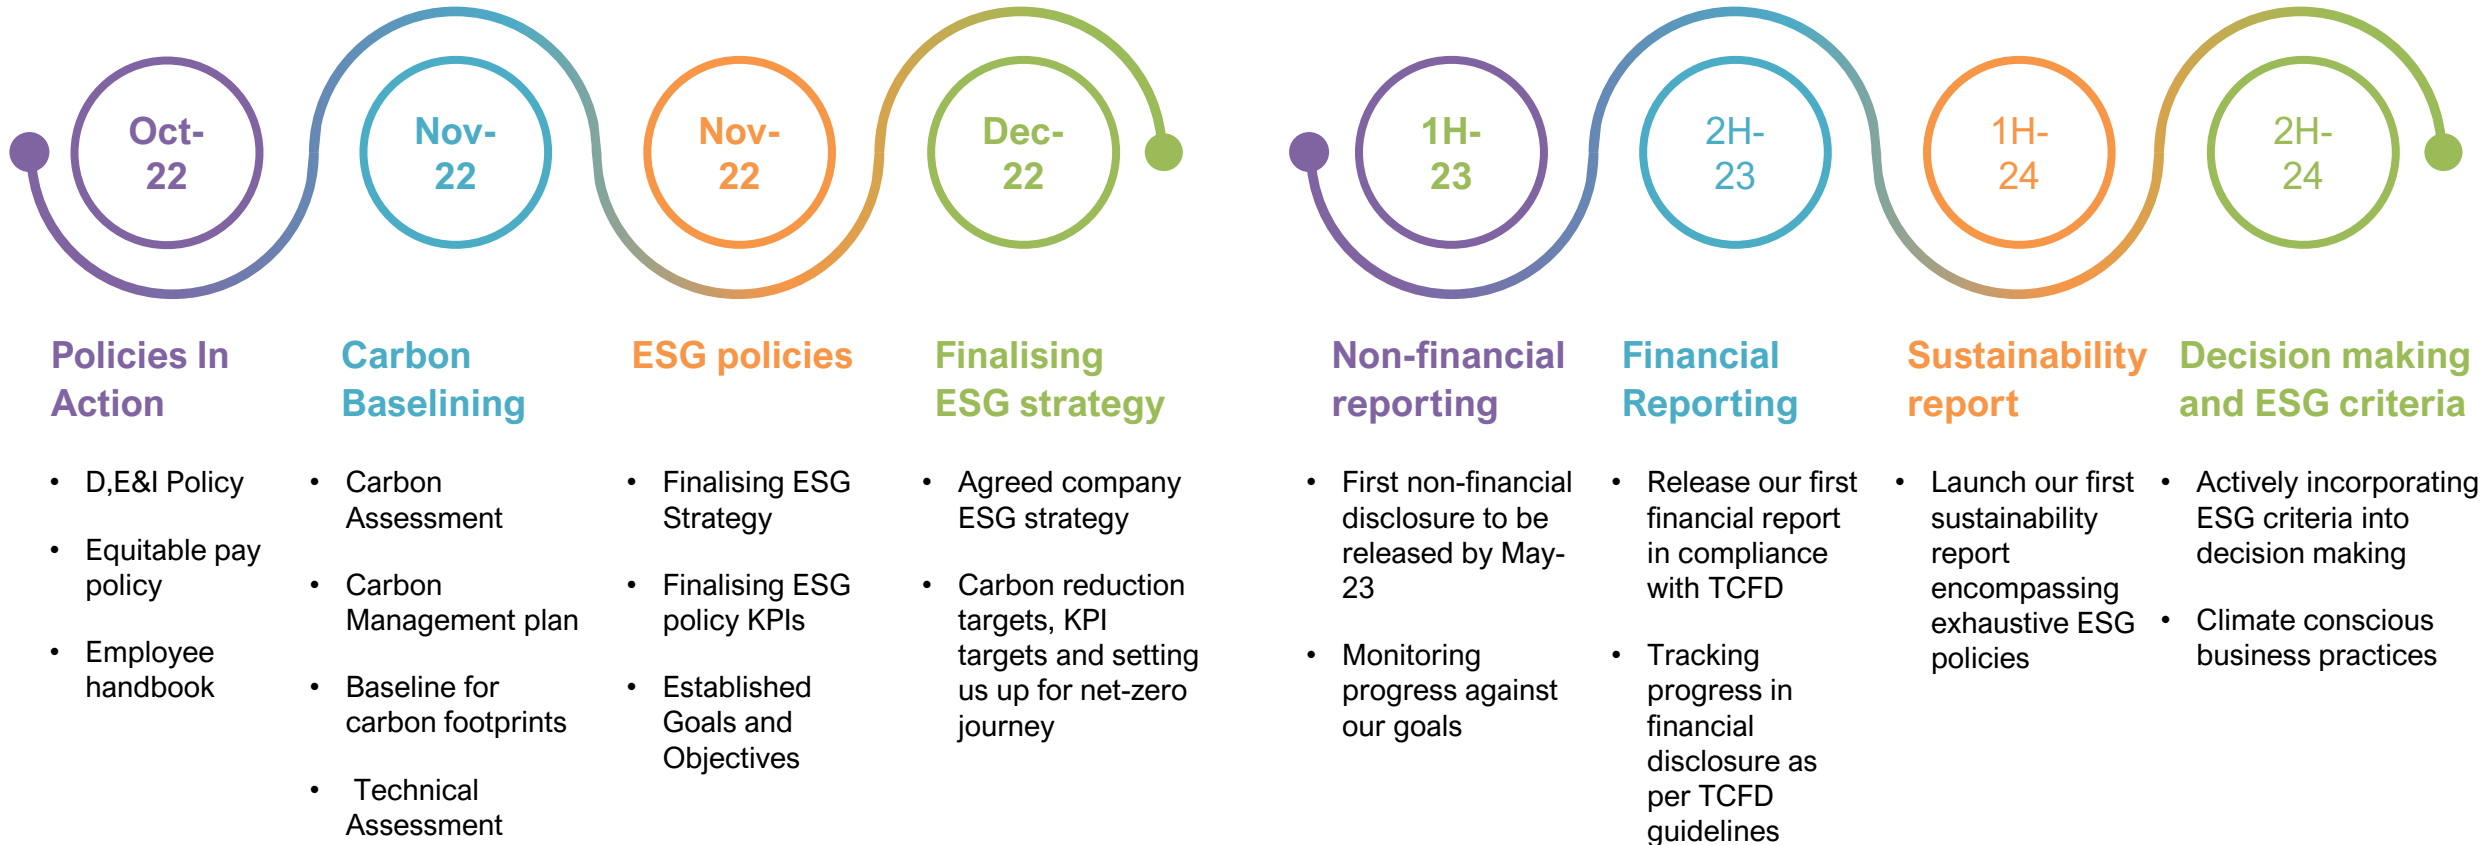 Oct-
22
Nov-
22
Nov-
22
Dec-
22
1H-
23
2H-
23
1H-
24
2H-
24
Policies In
Action
• D,E&I Policy
• Equitable pay
policy
• Employee
handbook
Carbon
Baselining
• Carbon
Assessment
• Carbon
Management plan
• Baseline for
carbon footprints
• Technical
Assessment
ESG policies
• Finalising ESG
Strategy
• Finalising ESG
policy KPIs
• Established
Goals and
Objectives
Finalising
ESG strategy
• Agreed company
ESG strategy
• Carbon reduction
targets, KPI
targets and setting
us up for net-zero
journey
Non-financial
reporting
• First non-financial
disclosure to be
released by May-
23
• Monitoring
progress against
our goals
Financial
Reporting
• Release our first
financial report
in compliance
with TCFD
• Tracking
progress in
financial
disclosure as
per TCFD
guidelines
Sustainability
report
• Launch our first
sustainability
report
encompassing
exhaustive ESG
policies
Decision making
and ESG criteria
• Actively incorporating
ESG criteria into
decision making
• Climate conscious
business practices